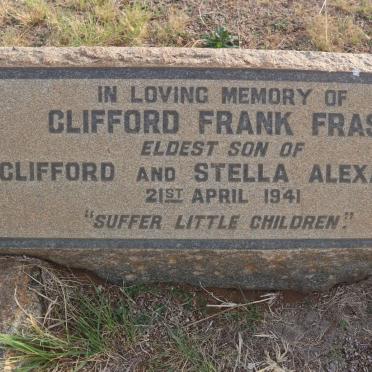 IN LOVING MEMORY OF
CLIFFORD FRANK FRAS
ELDEST SON OF
CLIFFORD AND STELLA ALEX
21ST APRIL 1941
"SUFFER LITTLE CHILDREN".